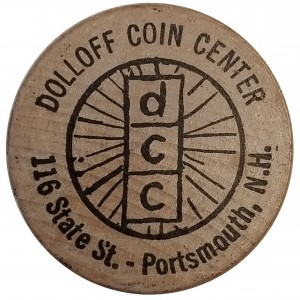 DOLLOFF COIN CENTER
d
c
c
116 State St. - Portsmouth, N.H.